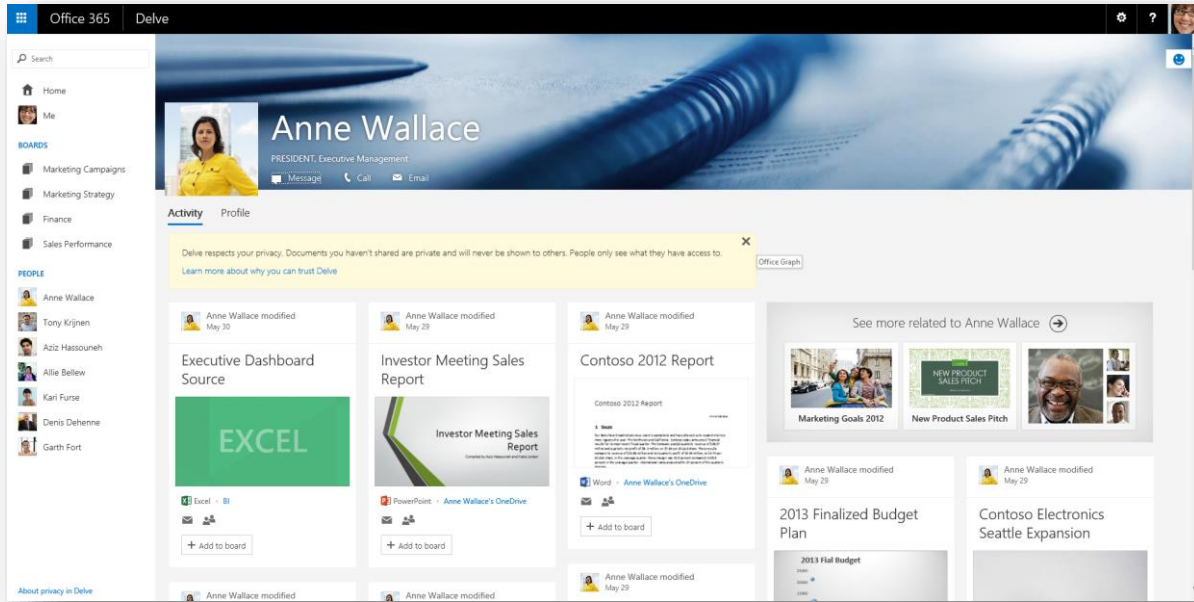 Office 365
Delve
?
Search
Home
Me
BOARDS
Marketing Campaigns
Marketing Strategy
Finance
Sales Performance
PEOPLE
Anne Wallace
Tony Krijnen
Aziz Hassouneh
Allie Bellew
Kari Furse
Denis Dehenne
Garth Fort
About privacy in Delve
Anne Wallace
PRESIDENT, Executive Management
Message Call Email
Activity Profile
Delve respects your privacy. Documents you haven't shared are private and will never be shown to others. People only see what they have access to.
Learn more about why you can trust Delve
Office Graph
Anne Wallace modified
May 30
Executive Dashboard
Source
EXCEL
Excel · BI
+ Add to board
Anne Wallace modified
Anne Wallace modified
May 29
Investor Meeting Sales
Report
Investor Meeting Sales
Report
PowerPoint · Anne Wallace's OneDrive
+ Add to board
Anne Wallace modified
Anne Wallace modified
May 29
Contoso 2012 Report
Contoso 2012 Report
Word · Anne Wallace's OneDrive
+ Add to board
Anne Wallace modified
May 29
See more related to Anne Wallace
Marketing Goals 2012
NEW PRODUCT
SALES PITCH
New Product Sales Pitch
Anne Wallace modified
May 29
2013 Finalized Budget
Plan
2013 Fial Budget
Anne Wallace modified
May 29
Contoso Electronics
Seattle Expansion